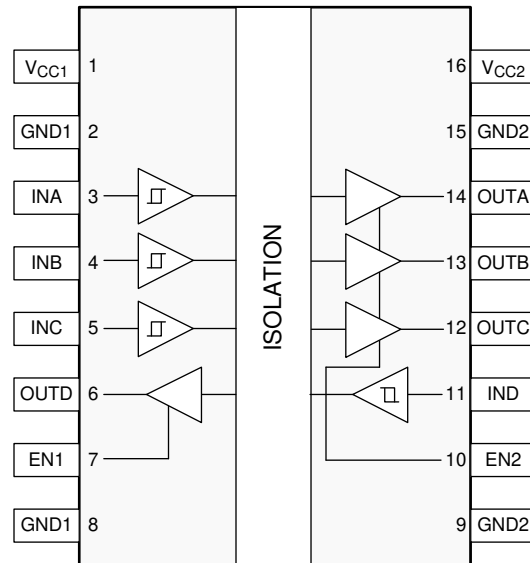 VCC1 1 16 VCC2
GND1 2 15 GND2
INA 3 14 OUTA
INB 4 13 OUTB
ISOLATION
INC 5 12 OUTC
OUTD 6 11 IND
EN1 7 10 EN2
GND1 8 9 GND2